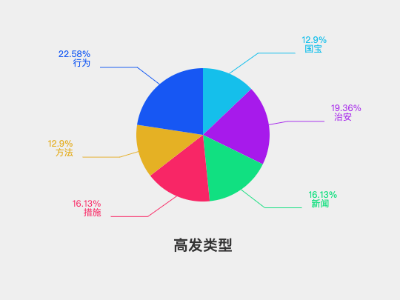 12.9%
国宝
19.36%
治安
16.13%
新闻
16.13%
措施
12.9%
方法
22.58%
行为
高发类型